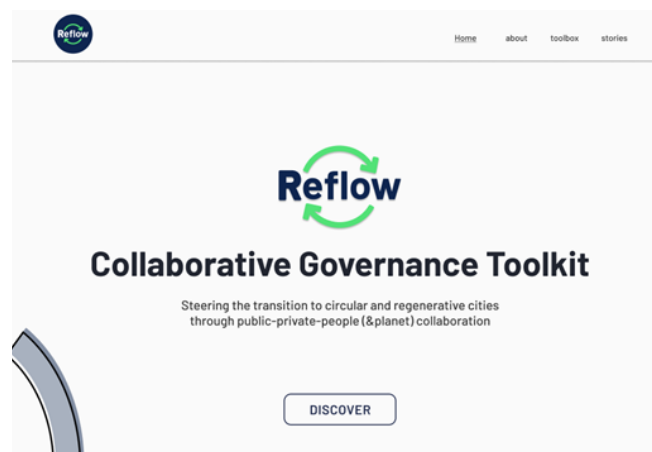 Reflow
Home about toolbox stories
Reflow
Collaborative Governance Toolkit
Steering the transition to circular and regenerative cities
through public-private-people (&planet) collaboration
DISCOVER